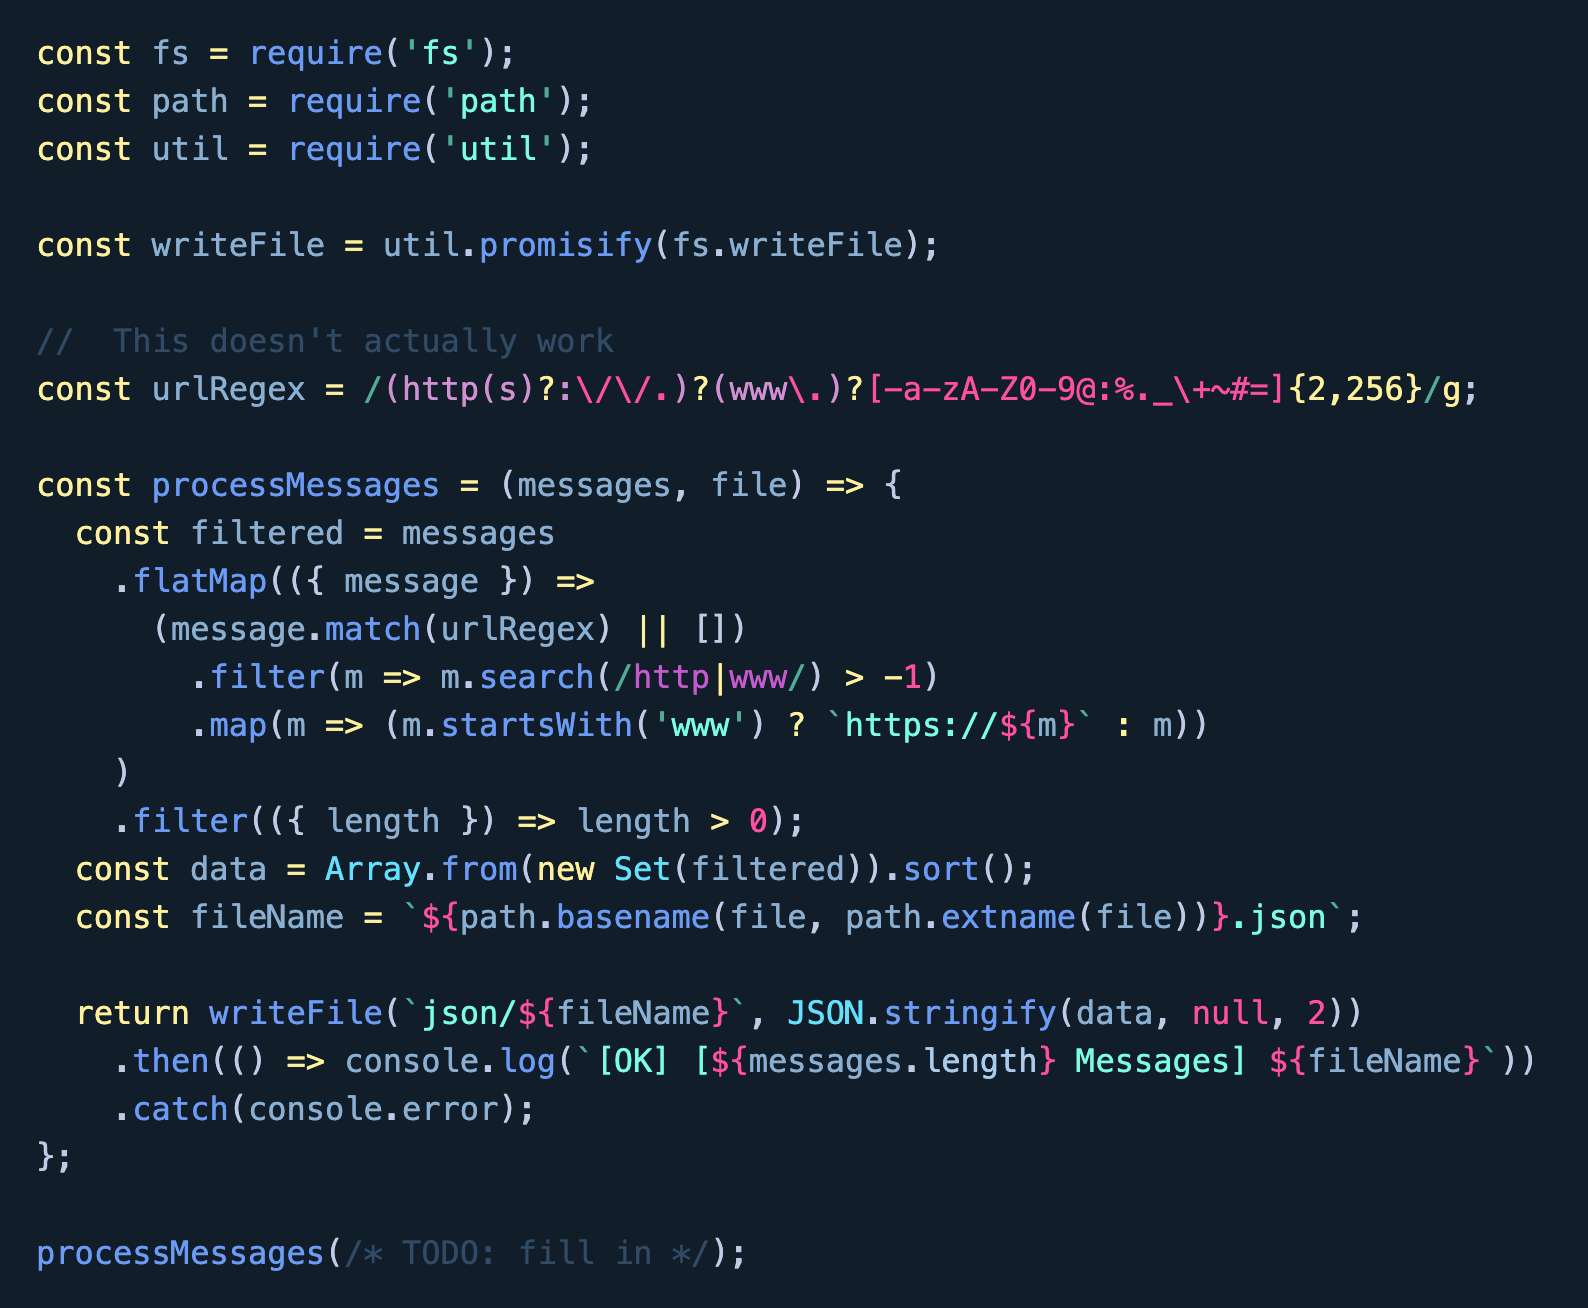 const fs = require('fs');
const path = require('path');
const util = require('util');

const writeFile = util.promisify(fs.writeFile);

//  This doesn't actually work
const urlRegex = /(http(s)?:\/\/.)?(www\.)?[-a-zA-Z0-9@:%._\+~#=]{2,256}/g;

const processMessages = (messages, file) => {
  const filtered = messages
    .flatMap(({ message }) =>
      (message.match(urlRegex) || [])
        .filter(m => m.search(/http|www/) > -1)
        .map(m => (m.startsWith('www') ? `https://${m}` : m))
    )
    .filter(({ length }) => length > 0);
  const data = Array.from(new Set(filtered)).sort();
  const fileName = `${path.basename(file, path.extname(file))}.json`;

  return writeFile(`json/${fileName}`, JSON.stringify(data, null, 2))
    .then(() => console.log(`[OK] [${messages.length} Messages] ${fileName}`))
    .catch(console.error);
};

processMessages(/* TODO: fill in */);